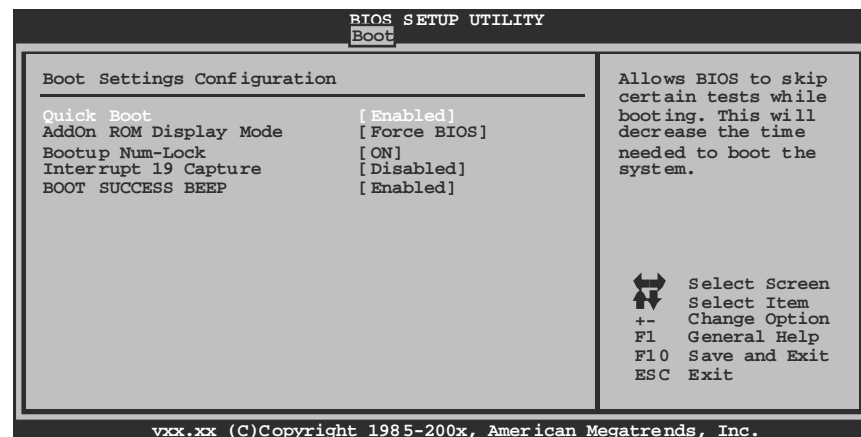 BIOS SETUP UTILITY
Boot
Boot Settings Configuration
Quick Boot [Enabled]
AddOn ROM Display Mode [Force BIOS]
Bootup Num-Lock [ON]
Interrupt 19 Capture [Disabled]
BOOT SUCCESS BEEP [Enabled]
Allows BIOS to skip
certain tests while
booting. This will
decrease the time
needed to boot the
system.
Select Screen
Select Item
+- Change Option
F1 General Help
F10 Save and Exit
ESC Exit
vxx.xx (C)Copyright 1985-200x, American Megatrends, Inc.